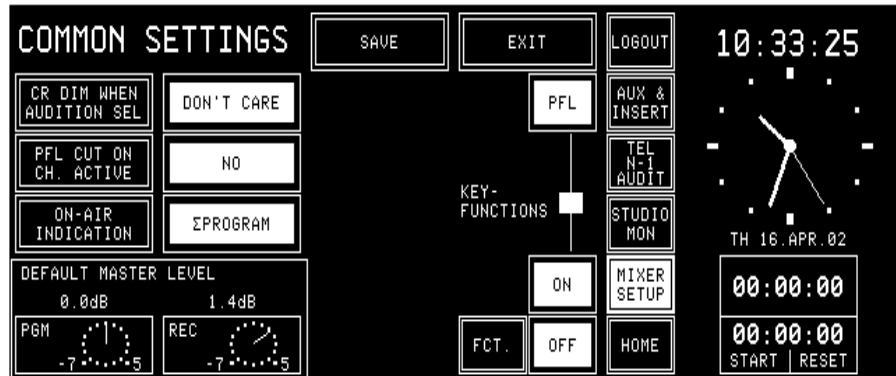 COMMON SETTINGS
SAVE
EXIT
LOGOUT
10:33:25
CR DIM WHEN
AUDITION SEL
DON'T CARE
PFL
AUX &
INSERT
PFL CUT ON
CH. ACTIVE
NO
TEL
N-1
AUDIT
KEY-
FUNCTIONS
ON-AIR
INDICATION
ΣPROGRAM
STUDIO
MON
TH 16.APR.02
DEFAULT MASTER LEVEL
0.0dB
1.4dB
ON
MIXER
SETUP
00:00:00
PGM
-7
5
REC
-7
5
FCT.
OFF
HOME
00:00:00
START
RESET